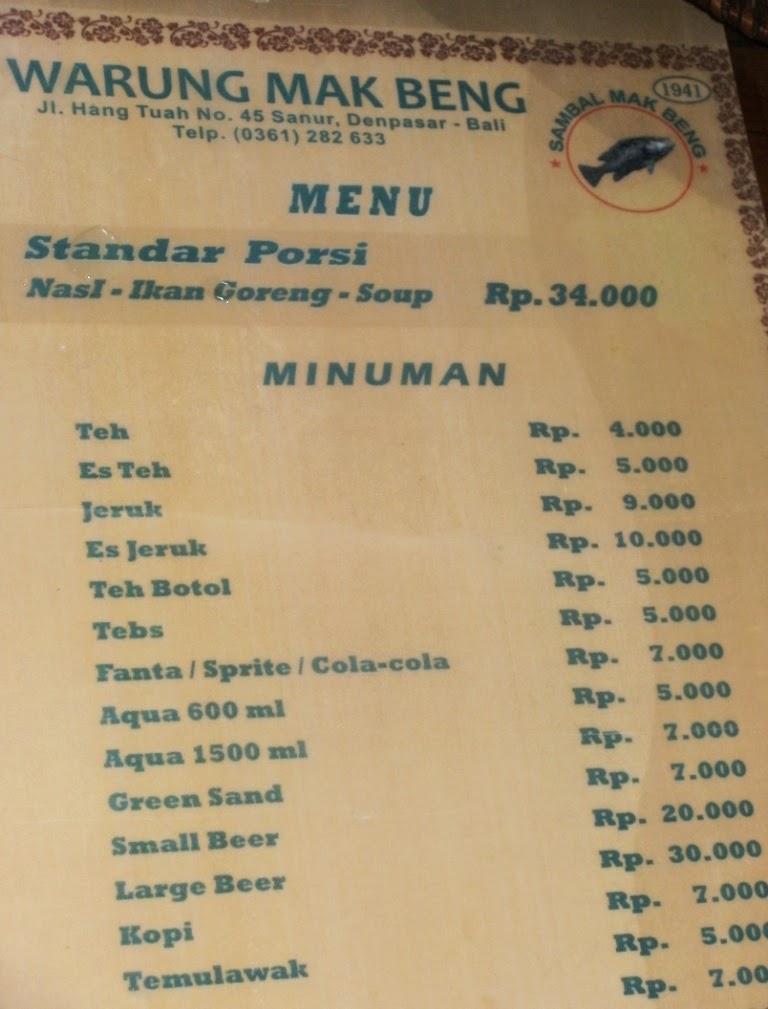 WARUNG MAK BENG
Jl. Hang Tuah No. 45 Sanur, Denpasar - Bali
Telp. (0361) 282 633
1941
SAMBAL MAK BENG
MENU
Standar Porsi
NasI - Ikan Goreng - Soup Rp. 34.000
MINUMAN
Teh Rp. 4.000
Es Teh Rp. 5.000
Jeruk Rp. 9.000
Es Jeruk Rp. 10.000
Teh Botol Rp. 5.000
Tebs Rp. 5.000
Fanta / Sprite / Cola-cola Rp. 7.000
Aqua 600 ml Rp. 5.000
Aqua 1500 ml Rp. 7.000
Green Sand Rp. 7.000
Small Beer Rp. 20.000
Large Beer Rp. 30.000
Kopi Rp. 7.000
Temulawak Rp. 5.000
Rp. 7.00